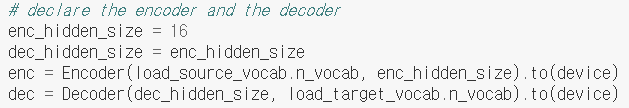 # declare the encoder and the decoder
enc_hidden_size = 16
dec_hidden_size = enc_hidden_size
enc = Encoder(load_source_vocab.n_vocab, enc_hidden_size).to(device)
dec = Decoder(dec_hidden_size, load_target_vocab.n_vocab).to(device)